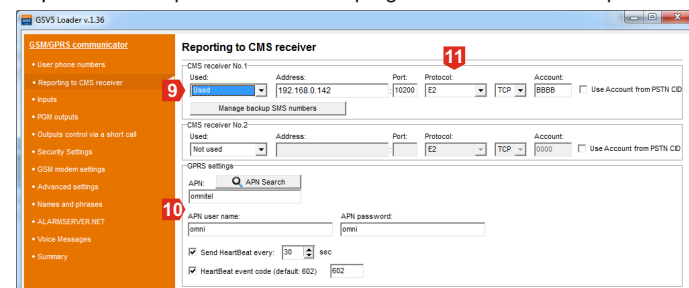 GSV5 Loader v.1.36
GSM/GPRS communicator
• User phone numbers
• Reporting to CMS receiver
• Inputs
• PGM outputs
• Outputs control via a short call
• Security Settings
• GSM modem settings
• Advanced settings
• Names and phrases
• ALARMSERVER.NET
• Voice Messages
• Summary
Reporting to CMS receiver
11
CMS receiver No.1
Used: Address: Port: Protocol: Account:
9 Used 192.168.0.142 : 10200 E2 TCP BBBB Use Account from PSTN CID
Manage backup SMS numbers
CMS receiver No.2
Used: Address: Port: Protocol: Account:
Not used : E2 TCP 0000 Use Account from PSTN CID
GPRS settings
APN: APN Search
omnitel
10
APN user name: APN password:
omni omni
Send HeartBeat every: 30 sec
HeartBeat event code (default: 602) 602